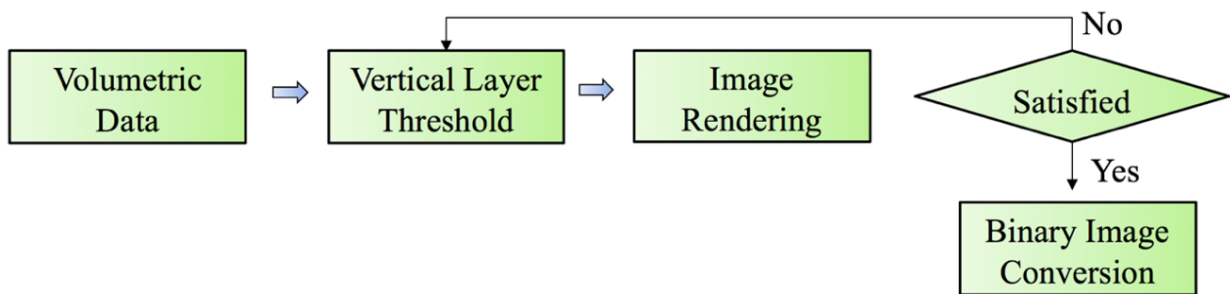 No
Volumetric
Data
Vertical Layer
Threshold
Image
Rendering
Satisfied
Yes
Binary Image
Conversion